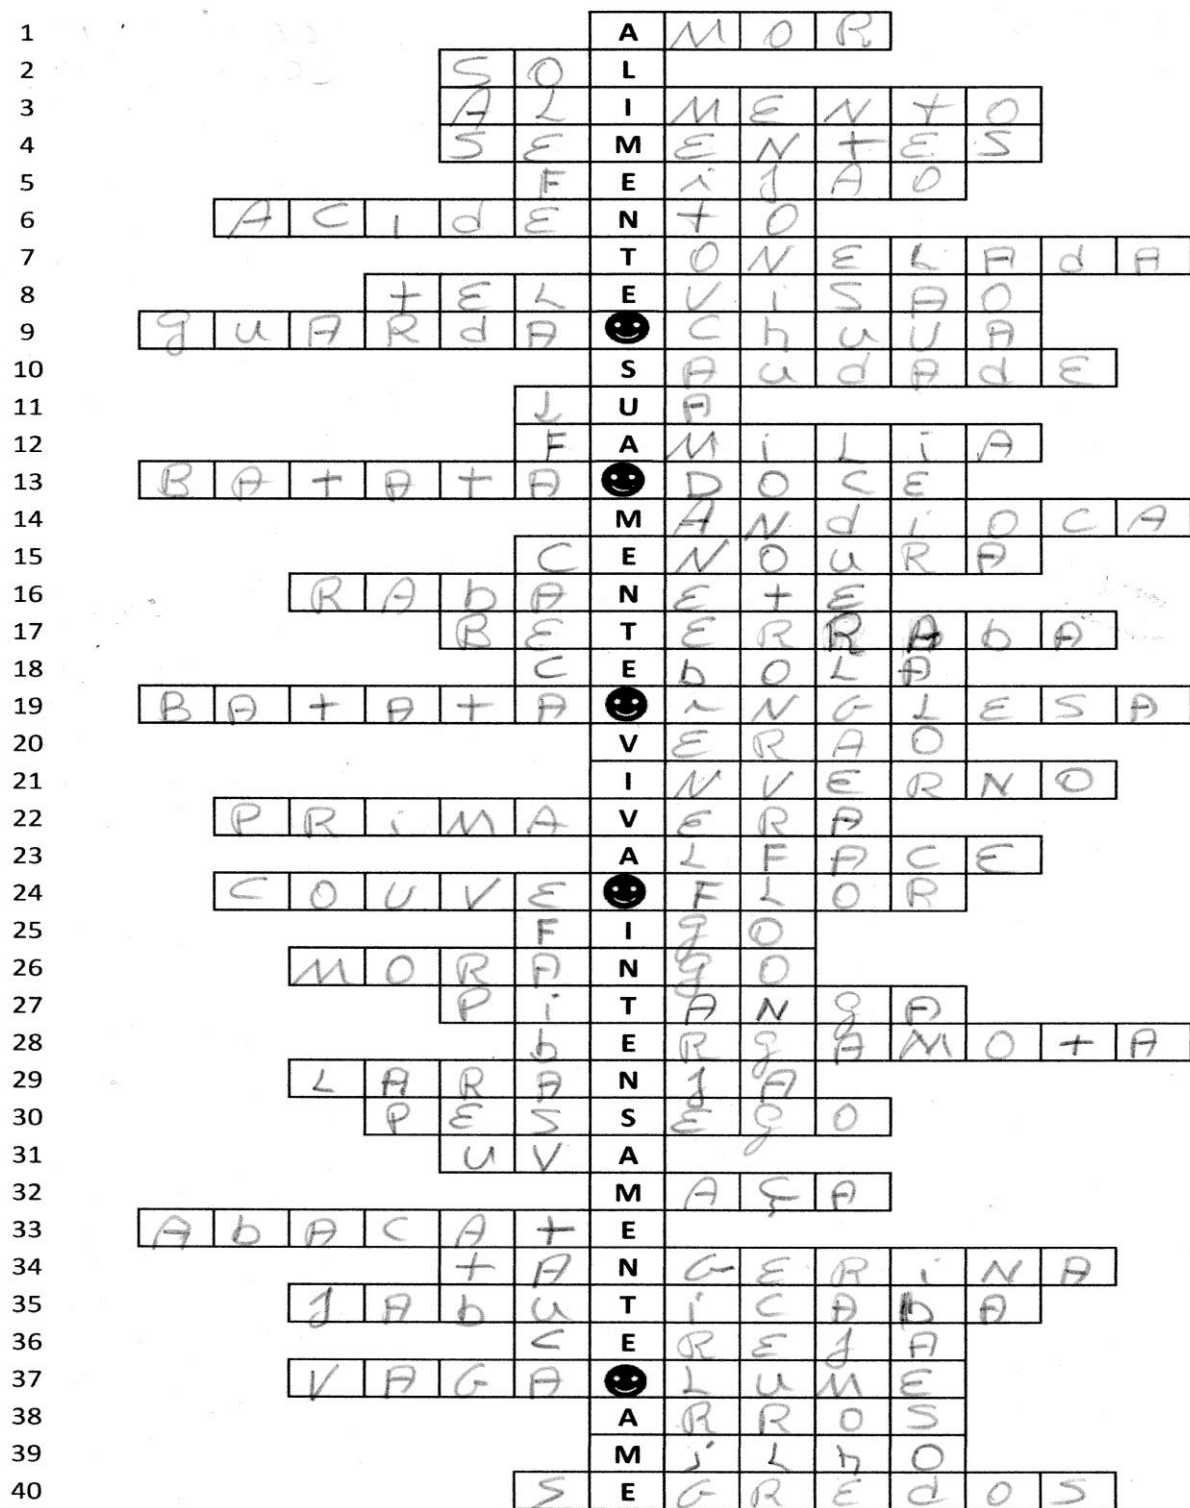 1 AMOR
2 SOL
3 ALIMENTO
4 SEMENTES
5 FEiJAO
6 ACIdENTO
7 TONELAdA
8 TELEViSAO
9 guARdA ☻ ChuVA
10 SAudAdE
11 LUA
12 FAMiLiA
13 BATATA ☻ DOCE
14 MANdiOCA
15 CENOuRA
16 RAbANETE
17 BETERRAbA
18 CEbOLA
19 BATATA ☻ iNGLESA
20 VERAO
21 INVERNO
22 PRiMAVERA
23 ALFACE
24 COUVE ☻ FLOR
25 FIgO
26 MORANgO
27 PiTANgA
28 bERgAMOTA
29 LARANJA
30 PESSEgO
31 UVA
32 MAÇA
33 AbACATE
34 TANGERiNA
35 JAbuTiCAbA
36 CEREJA
37 VAGA ☻ LUME
38 ARROS
39 MiLhO
40 SEGREdOS